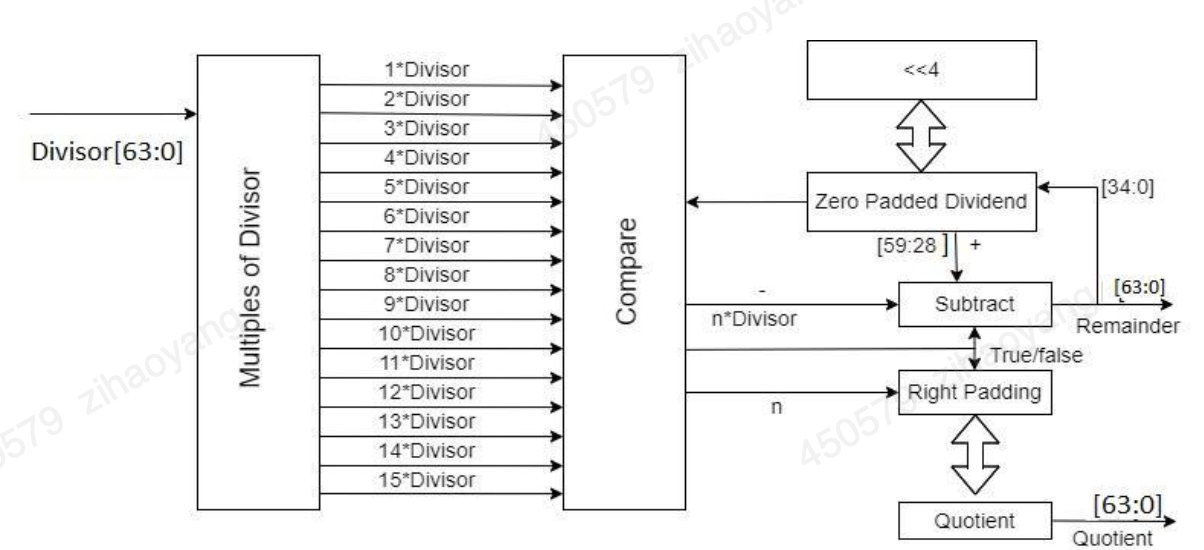 <<4
1*Divisor
2*Divisor
3*Divisor
4*Divisor
5*Divisor
6*Divisor
7*Divisor
8*Divisor
9*Divisor
10*Divisor
11*Divisor
12*Divisor
13*Divisor
14*Divisor
15*Divisor
Divisor[63:0]
Multiples of Divisor
Compare
Zero Padded Dividend
[34:0]
[59:28 ] +
-
n*Divisor
Subtract
[63:0]
Remainder
True/false
n
Right Padding
Quotient
[63:0]
Quotient
450579 zihaoyang
450579 zihaoyang
0579 zihaoyang